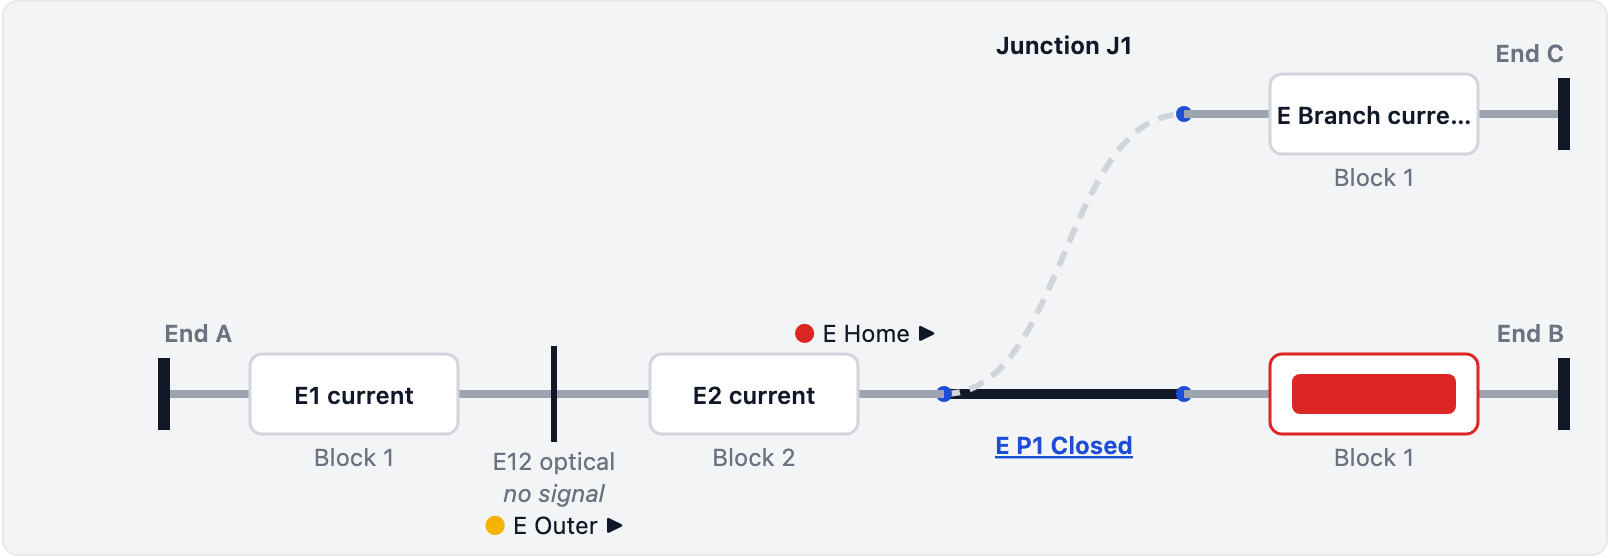 Junction J1
End C
E Branch curre...
Block 1
End A
E Home
End B
E1 current
E2 current
Block 1
E12 optical
no signal
E Outer
Block 2
E P1 Closed
Block 1